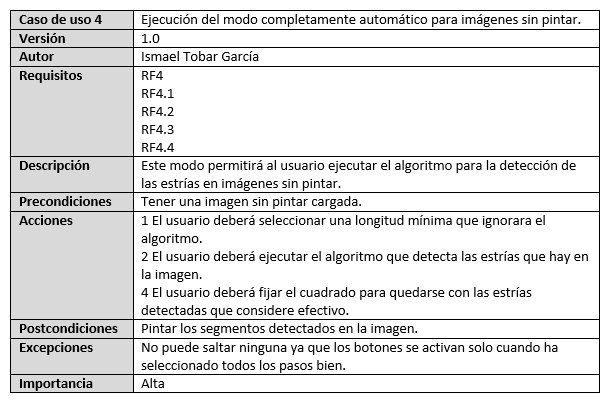 Caso de uso 4 Ejecución del modo completamente automático para imágenes sin pintar.
Versión 1.0
Autor Ismael Tobar García
Requisitos RF4
RF4.1
RF4.2
RF4.3
RF4.4
Descripción Este modo permitirá al usuario ejecutar el algoritmo para la detección de
las estrías en imágenes sin pintar.
Precondiciones Tener una imagen sin pintar cargada.
Acciones 1 El usuario deberá seleccionar una longitud mínima que ignorara el
algoritmo.
2 El usuario deberá ejecutar el algoritmo que detecta las estrías que hay en
la imagen.
4 El usuario deberá fijar el cuadrado para quedarse con las estrías
detectadas que considere efectivo.
Postcondiciones Pintar los segmentos detectados en la imagen.
Excepciones No puede saltar ninguna ya que los botones se activan solo cuando ha
seleccionado todos los pasos bien.
Importancia Alta